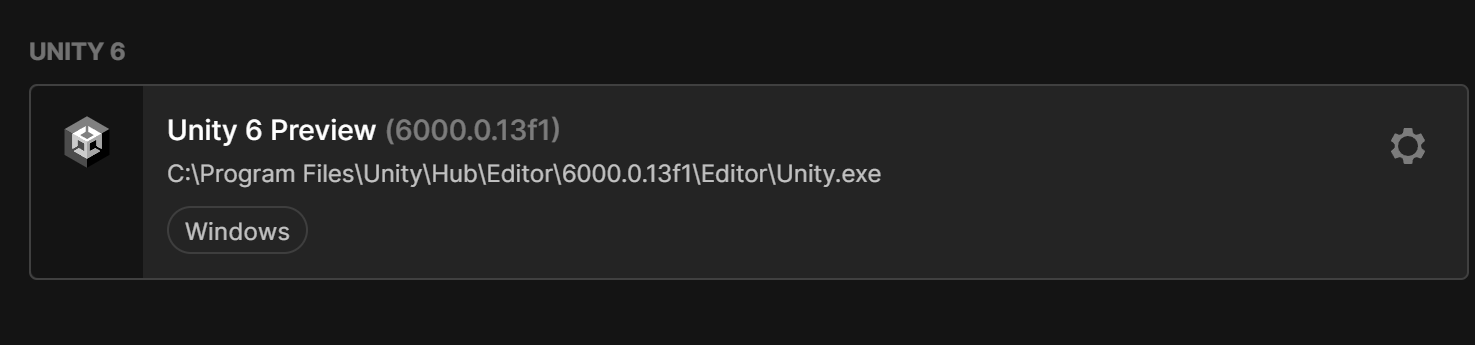 UNITY 6
Unity 6 Preview (6000.0.13f1)
C:\Program Files\Unity\Hub\Editor\6000.0.13f1\Editor\Unity.exe
Windows